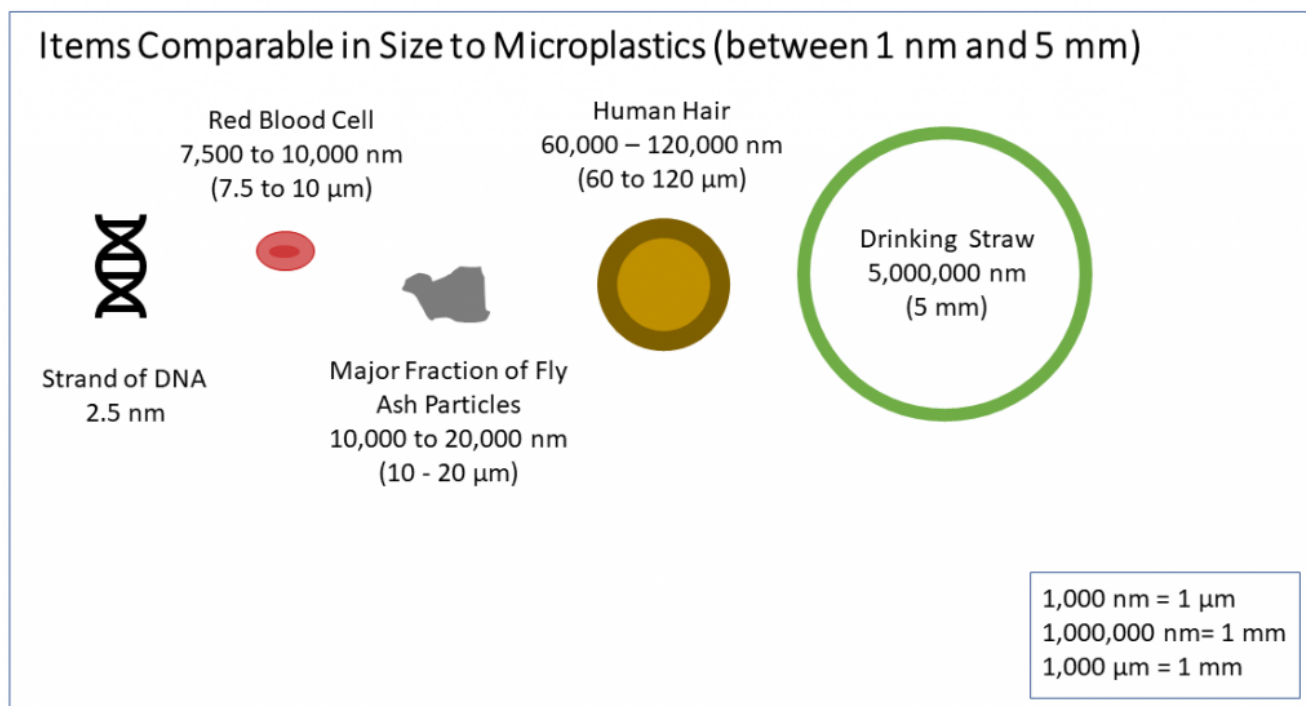 Items Comparable in Size to Microplastics (between 1 nm and 5 mm)
Strand of DNA
2.5 nm
Red Blood Cell
7,500 to 10,000 nm
(7.5 to 10 µm)
Major Fraction of Fly
Ash Particles
10,000 to 20,000 nm
(10 - 20 µm)
Human Hair
60,000 – 120,000 nm
(60 to 120 µm)
Drinking Straw
5,000,000 nm
(5 mm)
1,000 nm = 1 µm
1,000,000 nm= 1 mm
1,000 µm = 1 mm